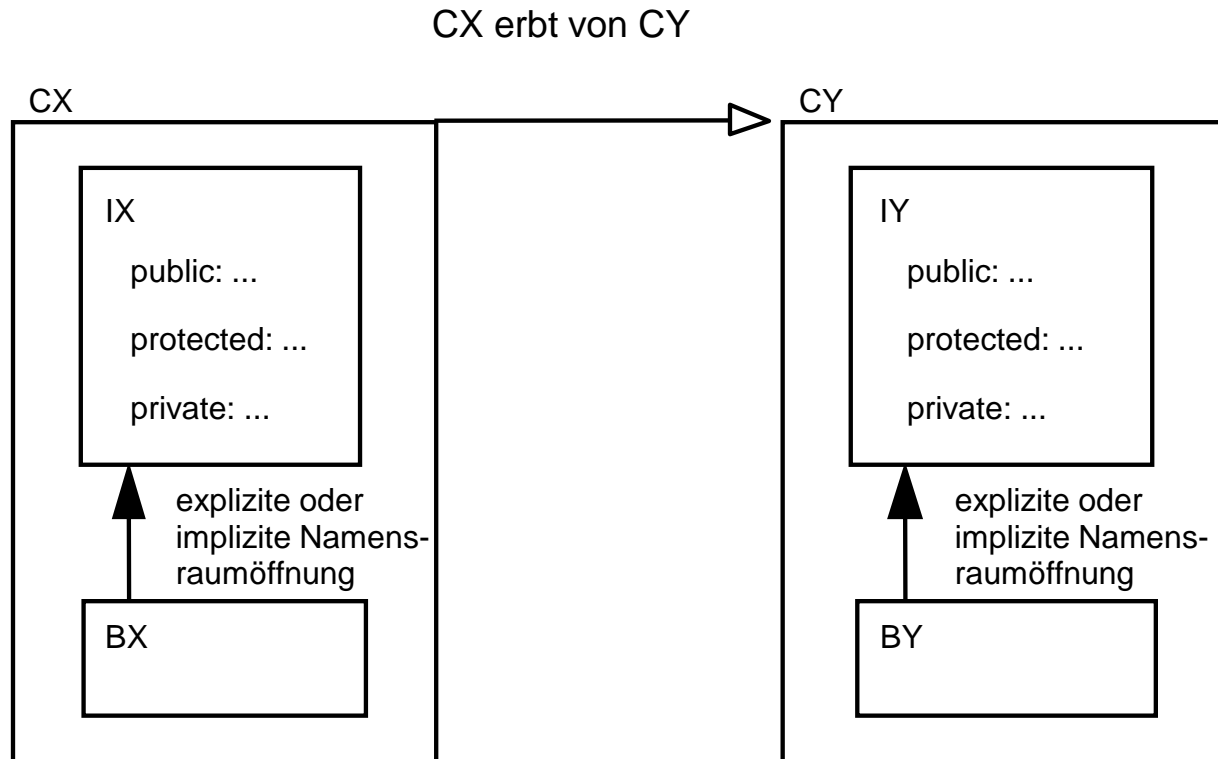 CX erbt von CY
CX
IX
public: ...
protected: ...
private: ...
explizite oder
implizite Namens-
raumöffnung
BX
CY
IY
public: ...
protected: ...
private: ...
explizite oder
implizite Namens-
raumöffnung
BY